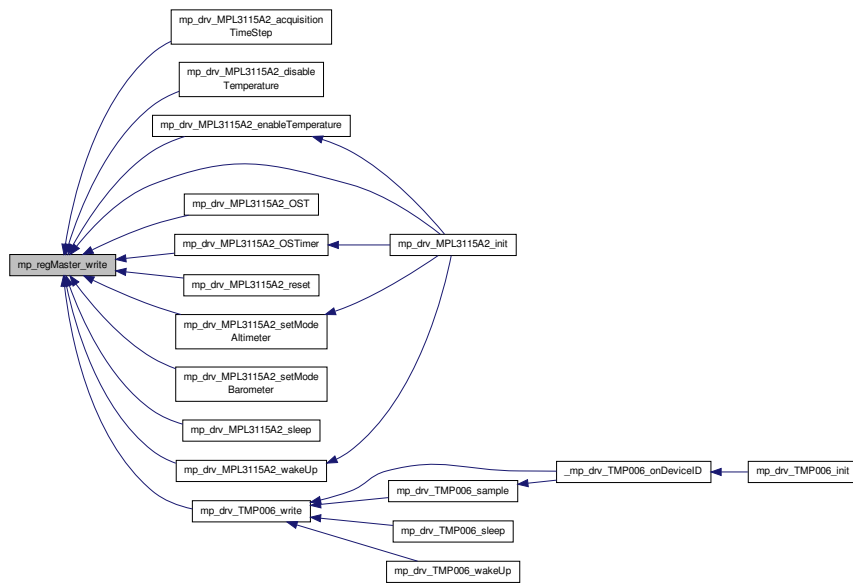 mp_drv_MPL3115A2_acquisition
TimeStep
mp_drv_MPL3115A2_disable
Temperature
mp_drv_MPL3115A2_enableTemperature
mp_drv_MPL3115A2_OST
mp_drv_MPL3115A2_OSTimer
mp_drv_MPL3115A2_init
mp_regMaster_write
mp_drv_MPL3115A2_reset
mp_drv_MPL3115A2_setMode
Altimeter
mp_drv_MPL3115A2_setMode
Barometer
mp_drv_MPL3115A2_sleep
mp_drv_MPL3115A2_wakeUp
_mp_drv_TMP006_onDeviceID
mp_drv_TMP006_init
mp_drv_TMP006_sample
mp_drv_TMP006_write
mp_drv_TMP006_sleep
mp_drv_TMP006_wakeUp